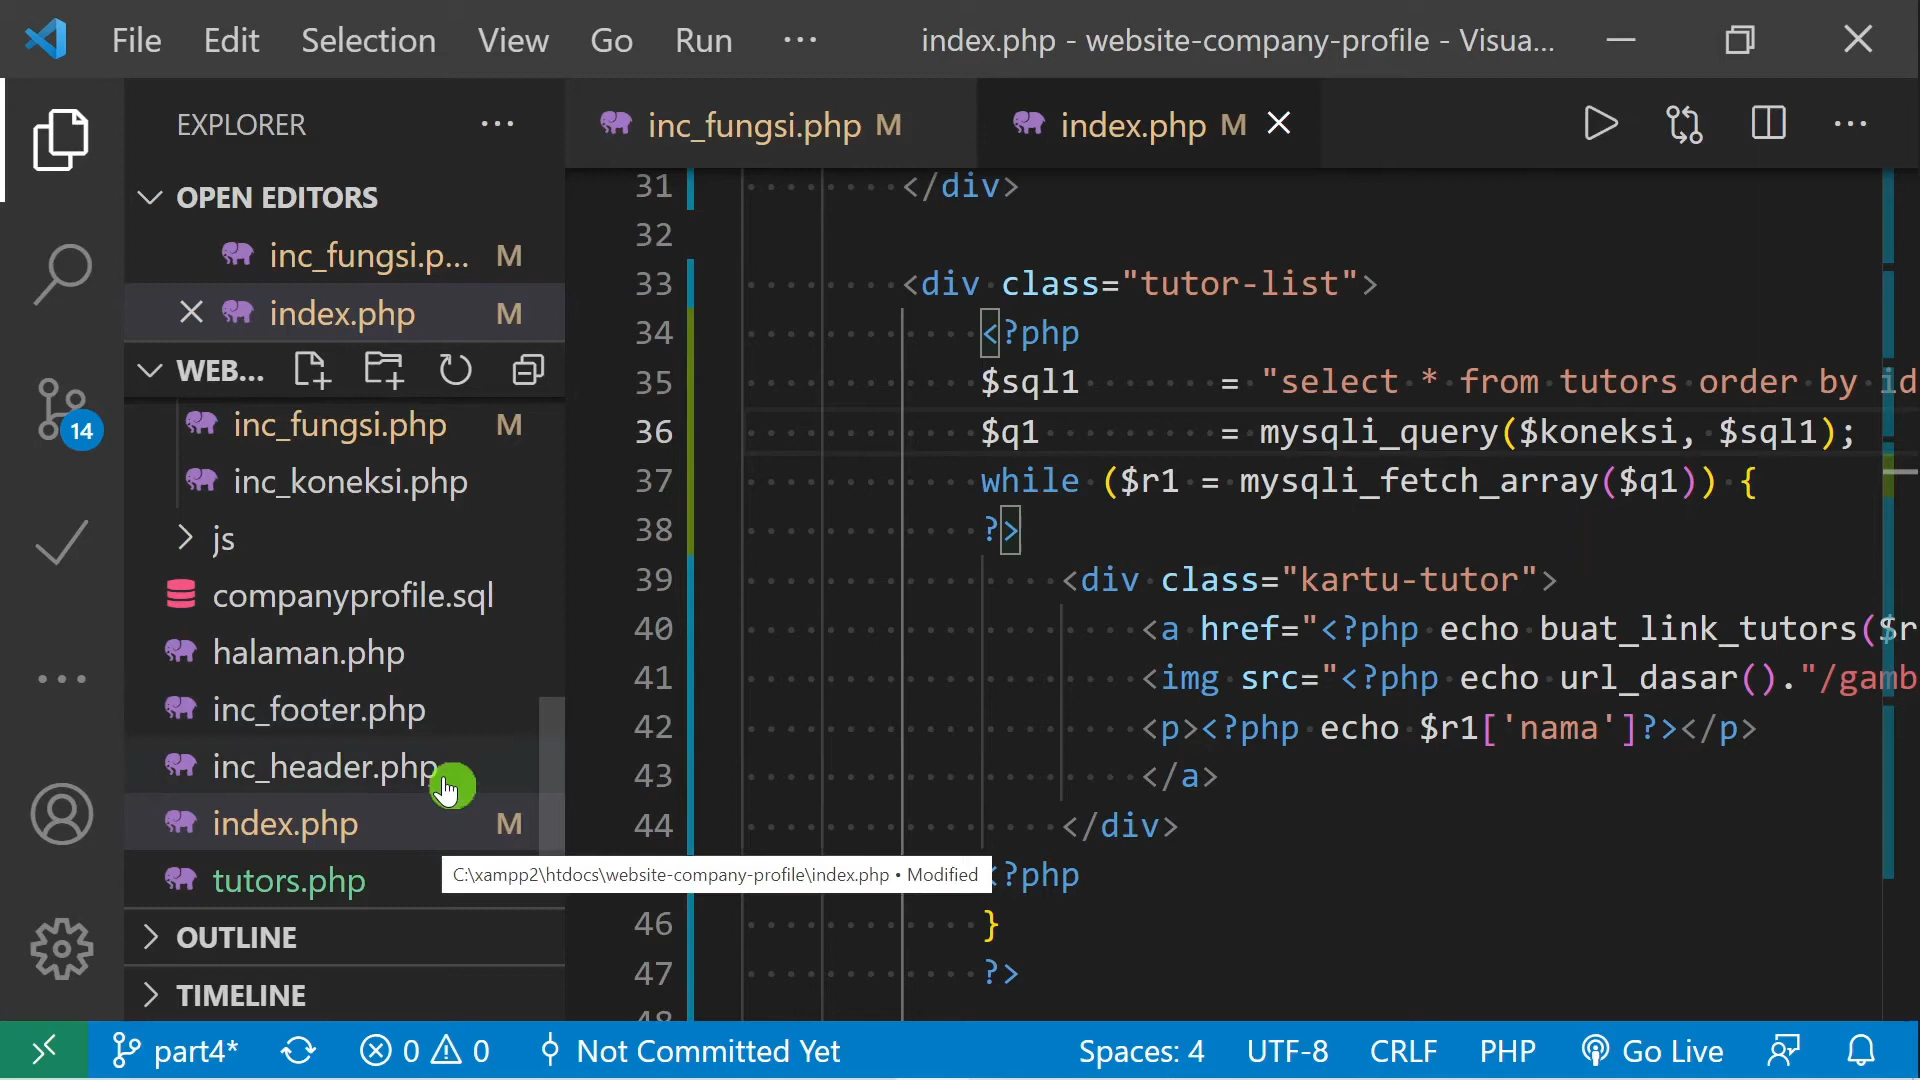 File Edit Selection View Go Run ··· index.php - website-company-profile - Visua...
EXPLORER ···
inc_fungsi.php M
index.php M
OPEN EDITORS
inc_fungsi.p... M
index.php M
WEB...
inc_fungsi.php M
inc_koneksi.php
js
companyprofile.sql
halaman.php
inc_footer.php
inc_header.php
index.php M
tutors.php
C:\xampp2\htdocs\website-company-profile\index.php • Modified
OUTLINE
TIMELINE
31 </div>
32
33 <div class="tutor-list">
34 <?php
35 $sql1 = "select * from tutors order by id
36 $q1 = mysqli_query($koneksi, $sql1);
37 while ($r1 = mysqli_fetch_array($q1)) {
38 ?>
39 <div class="kartu-tutor">
40 <a href="<?php echo buat_link_tutors($r
41 <img src="<?php echo url_dasar()."/gamb
42 <p><?php echo $r1['nama']?></p>
43 </a>
44 </div>
?php
46 }
47 ?>
48
14
part4* 0 0 Not Committed Yet Spaces: 4 UTF-8 CRLF PHP Go Live